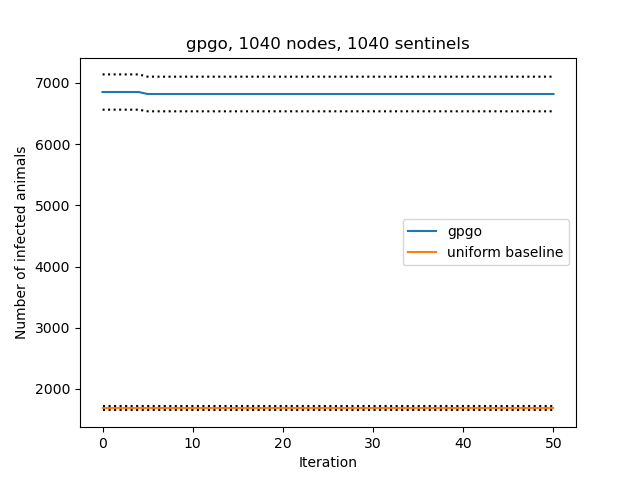 gpgo, 1040 nodes, 1040 sentinels
Number of infected animals
7000
6000
5000
4000
3000
2000
gpgo
uniform baseline
0
10
20
30
40
50
Iteration